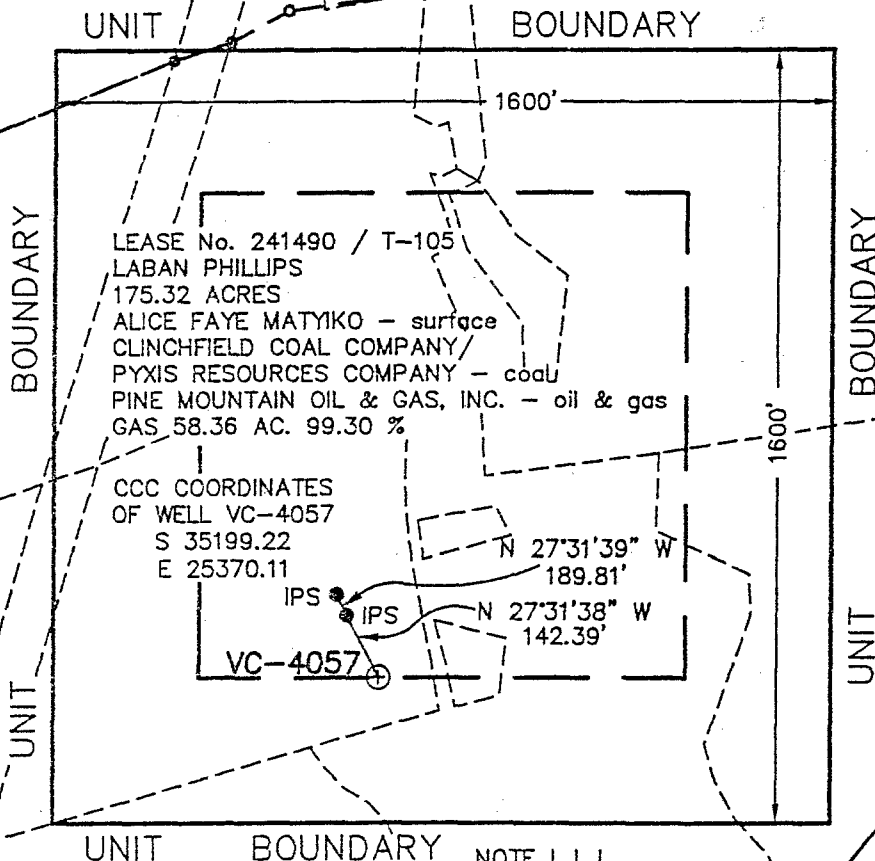 UNIT BOUNDARY
1600'
BOUNDARY
BOUNDARY
LEASE No. 241490 / T-105
LABAN PHILLIPS
175.32 ACRES
ALICE FAYE MATYIKO - surface
CLINCHFIELD COAL COMPANY/
PYXIS RESOURCES COMPANY - coal
PINE MOUNTAIN OIL & GAS, INC. - oil & gas
GAS 58.36 AC. 99.30 %
1600'
CCC COORDINATES
OF WELL VC-4057
S 35199.22
E 25370.11
N 27°31'39" W
189.81'
IPS
IPS
N 27°31'38" W
142.39'
VC-4057
UNIT
UNIT
UNIT BOUNDARY
NOTE